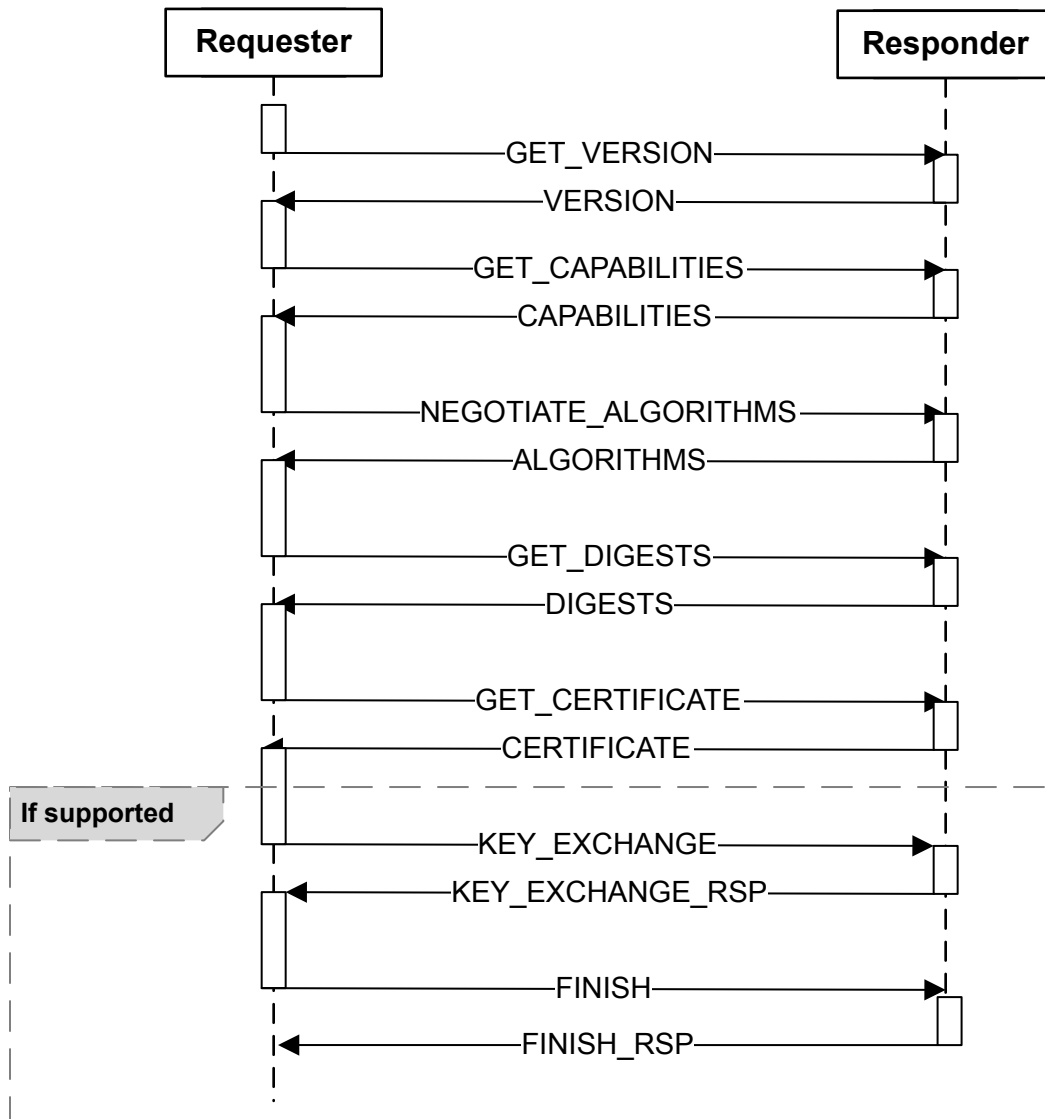 Requester
Responder
GET_VERSION
VERSION
GET_CAPABILITIES
CAPABILITIES
NEGOTIATE_ALGORITHMS
ALGORITHMS
GET_DIGESTS
DIGESTS
GET_CERTIFICATE
CERTIFICATE
If supported
KEY_EXCHANGE
KEY_EXCHANGE_RSP
FINISH
FINISH_RSP